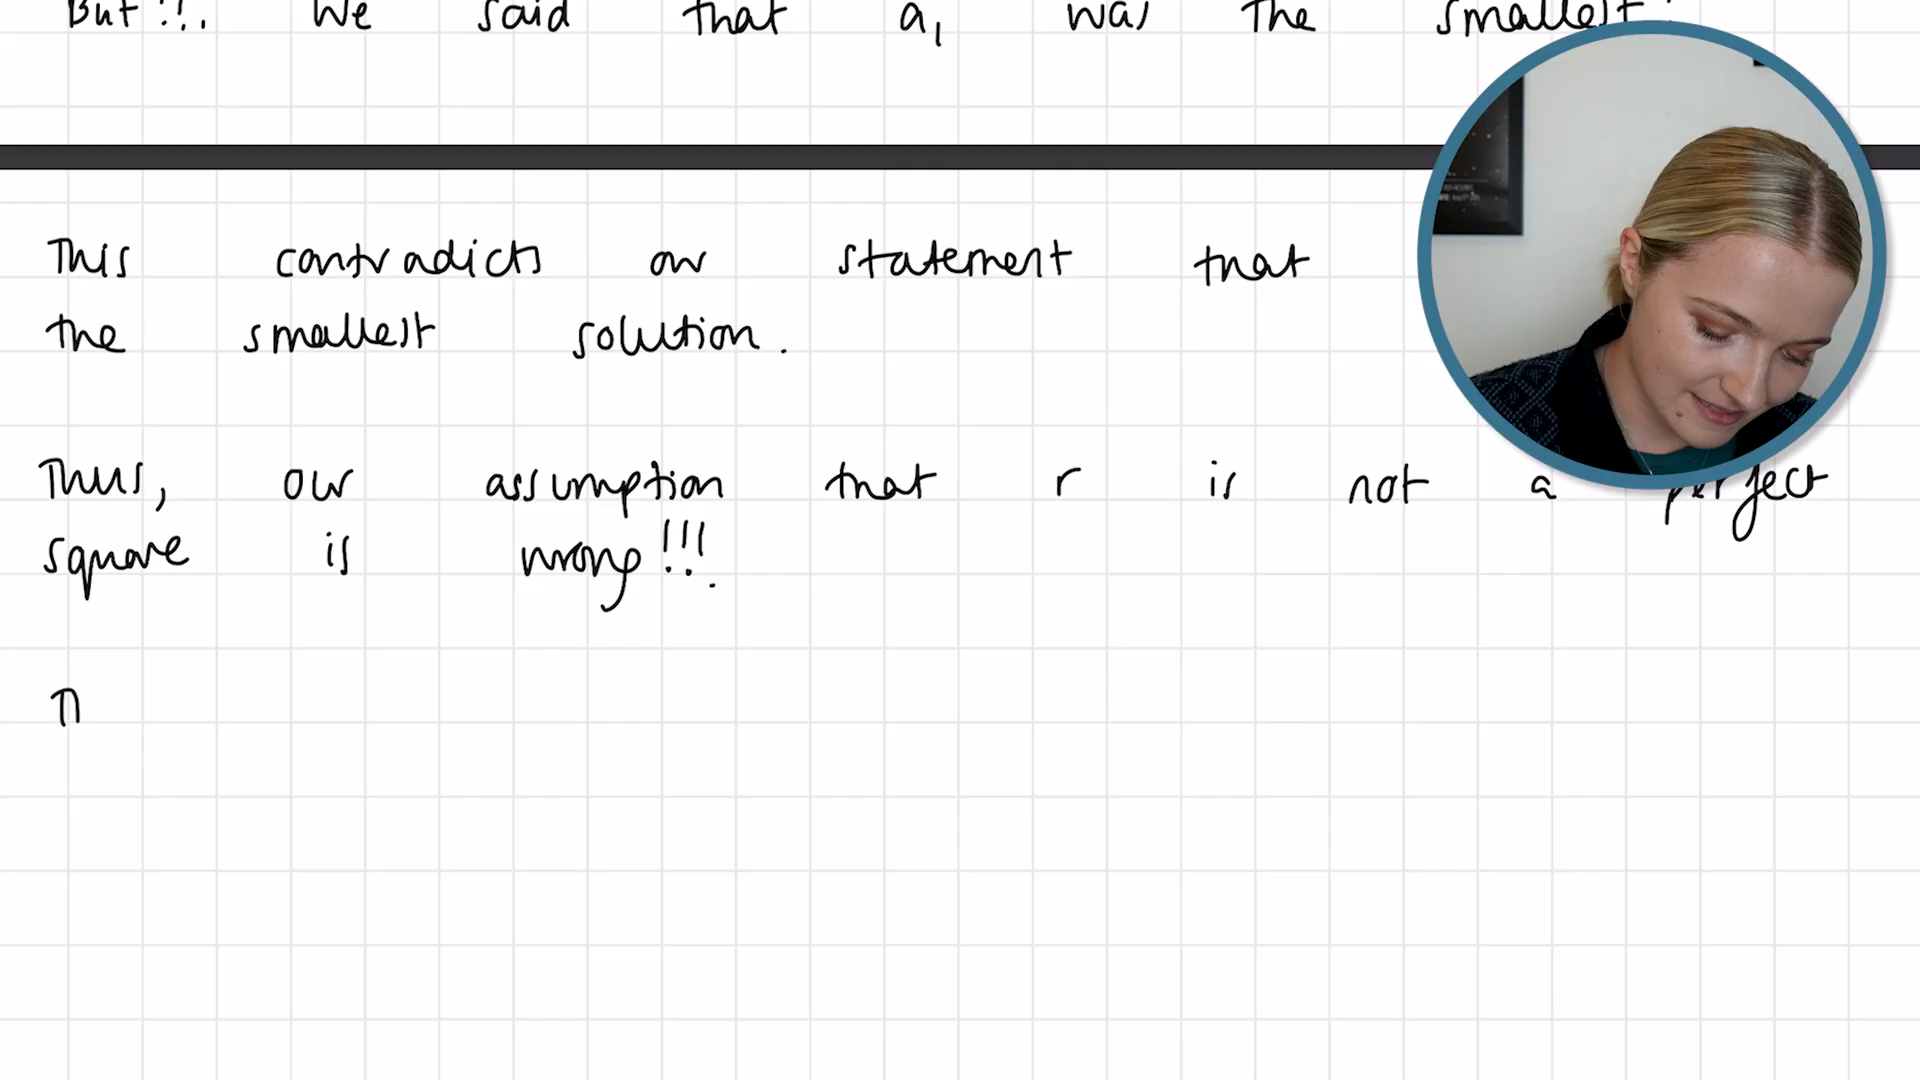 But!!! We said that a₁ was the smallest
This contradicts our statement that
the smallest solution.
Thus, our assumption that r is not a perfect
square is wrong!!!